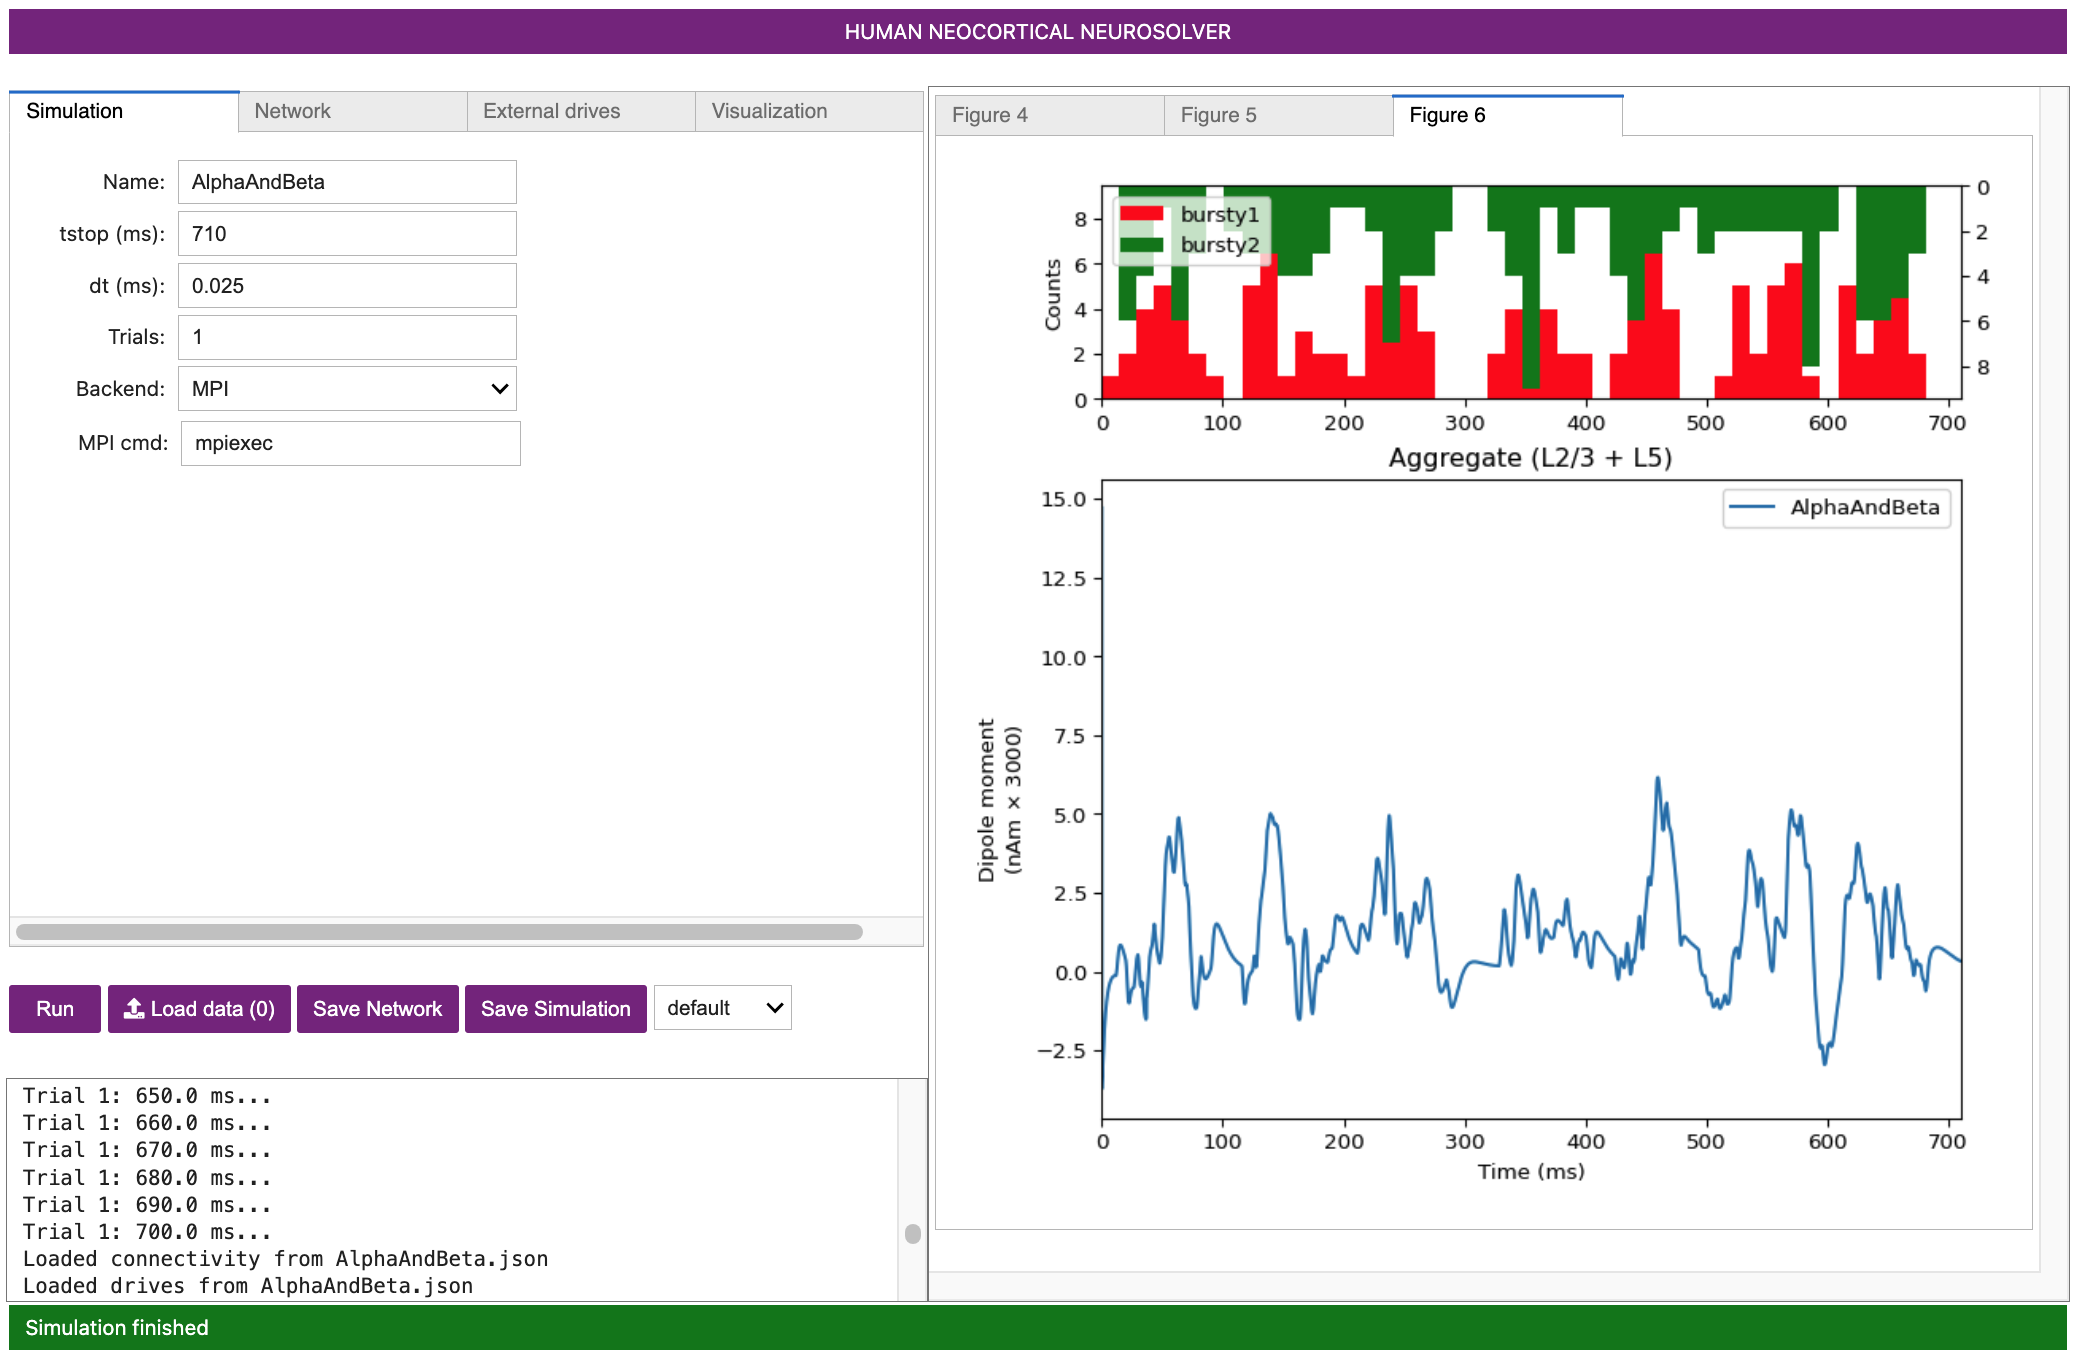 HUMAN NEOCORTICAL NEUROSOLVER
Simulation
Network
External drives
Visualization
Name: AlphaAndBeta
tstop (ms): 710
dt (ms): 0.025
Trials: 1
Backend: MPI
MPI cmd: mpiexec
Run
Load data (0)
Save Network
Save Simulation
default
Trial 1: 650.0 ms...
Trial 1: 660.0 ms...
Trial 1: 670.0 ms...
Trial 1: 680.0 ms...
Trial 1: 690.0 ms...
Trial 1: 700.0 ms...
Loaded connectivity from AlphaAndBeta.json
Loaded drives from AlphaAndBeta.json
Figure 4
Figure 5
Figure 6
bursty1
bursty2
Counts
8
6
4
2
0
0
2
4
6
8
0 100 200 300 400 500 600 700
Aggregate (L2/3 + L5)
AlphaAndBeta
Dipole moment
(nAm × 3000)
15.0
12.5
10.0
7.5
5.0
2.5
0.0
−2.5
0 100 200 300 400 500 600 700
Time (ms)
Simulation finished